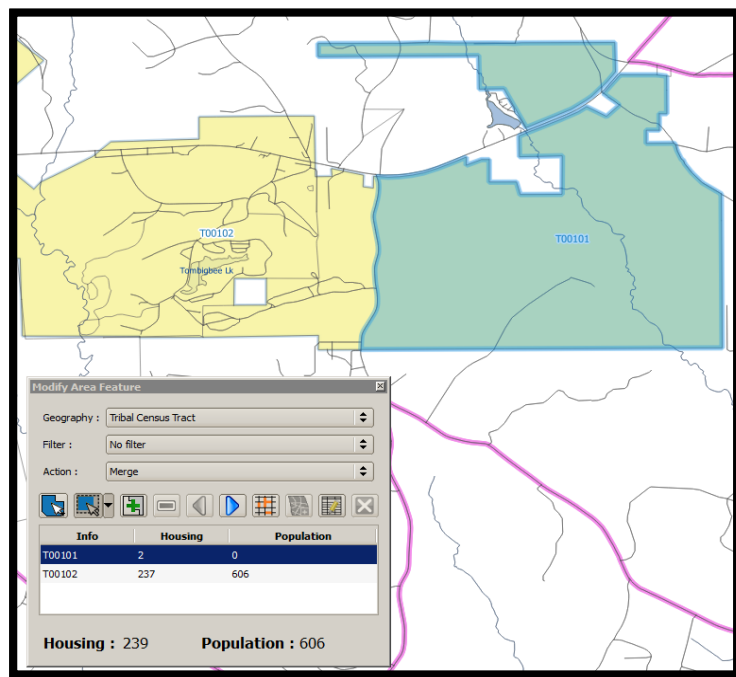 T00102
T00101
Tombigbee Lk
Modify Area Feature
Geography : Tribal Census Tract
Filter : No filter
Action : Merge
Info Housing Population
T00101 2 0
T00102 237 606
Housing : 239 Population : 606